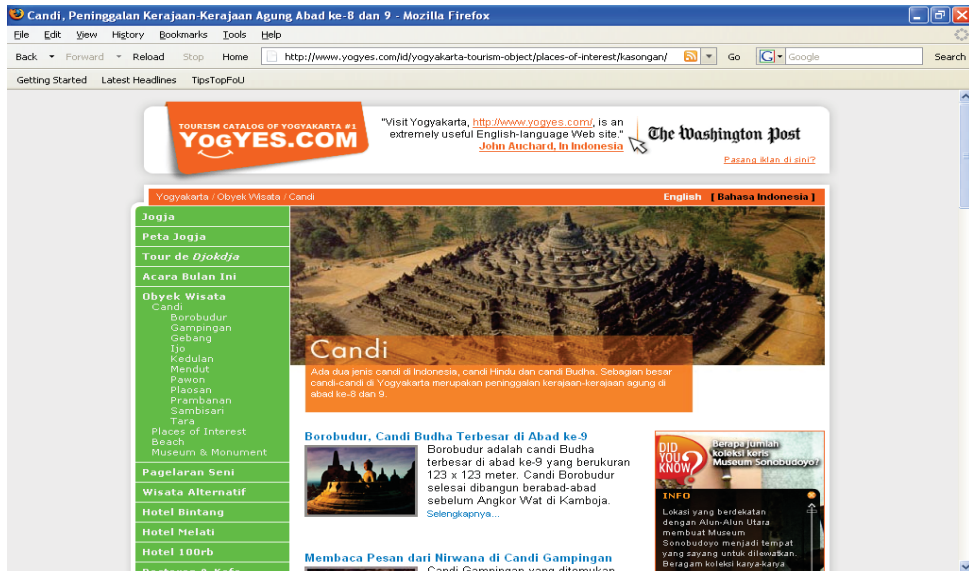 Candi, Peninggalan Kerajaan-Kerajaan Agung Abad ke-8 dan 9 - Mozilla Firefox
File Edit View History Bookmarks Tools Help
Back Forward Reload Stop Home http://www.yogyes.com/id/yogyakarta-tourism-object/places-of-interest/kasongan/ Go G Google Search
Getting Started Latest Headlines TipsTopFoU
TOURISM CATALOG OF YOGYAKARTA #1
YOGYES.COM
"Visit Yogyakarta, http://www.yogyes.com/, is an
extremely useful English-language Web site."
John Auchard, In Indonesia
The Washington Post
Pasang iklan di sini?
Yogyakarta / Obyek Wisata / Candi
English [ Bahasa Indonesia ]
Jogja
Peta Jogja
Tour de Djokdja
Acara Bulan Ini
Obyek Wisata
Candi
Borobudur
Gampingan
Gebang
Ijo
Kedulan
Mendut
Pawon
Plaosan
Prambanan
Sambisari
Tara
Places of Interest
Beach
Museum & Monument
Pagelaran Seni
Wisata Alternatif
Hotel Bintang
Hotel Melati
Hotel 100rb
Candi
Ada dua jenis candi di Indonesia, candi Hindu dan candi Budha. Sebagian besar
candi-candi di Yogyakarta merupakan peninggalan kerajaan-kerajaan agung di
abad ke-8 dan 9.
Borobudur, Candi Budha Terbesar di Abad ke-9
Borobudur adalah candi Budha
terbesar di abad ke-9 yang berukuran
123 x 123 meter. Candi Borobudur
selesai dibangun berabad-abad
sebelum Angkor Wat di Kamboja.
Selengkapnya...
Membaca Pesan dari Nirwana di Candi Gampingan
Candi Gampingan yang ditemukan
DID YOU KNOW?
Berapa jumlah
koleksi keris
Museum Sonobudoyo?
INFO
Lokasi yang berdekatan
dengan Alun-Alun Utara
membuat Museum
Sonobudoyo menjadi tempat
yang sayang untuk dilewatkan.
Beragam koleksi karya-karya